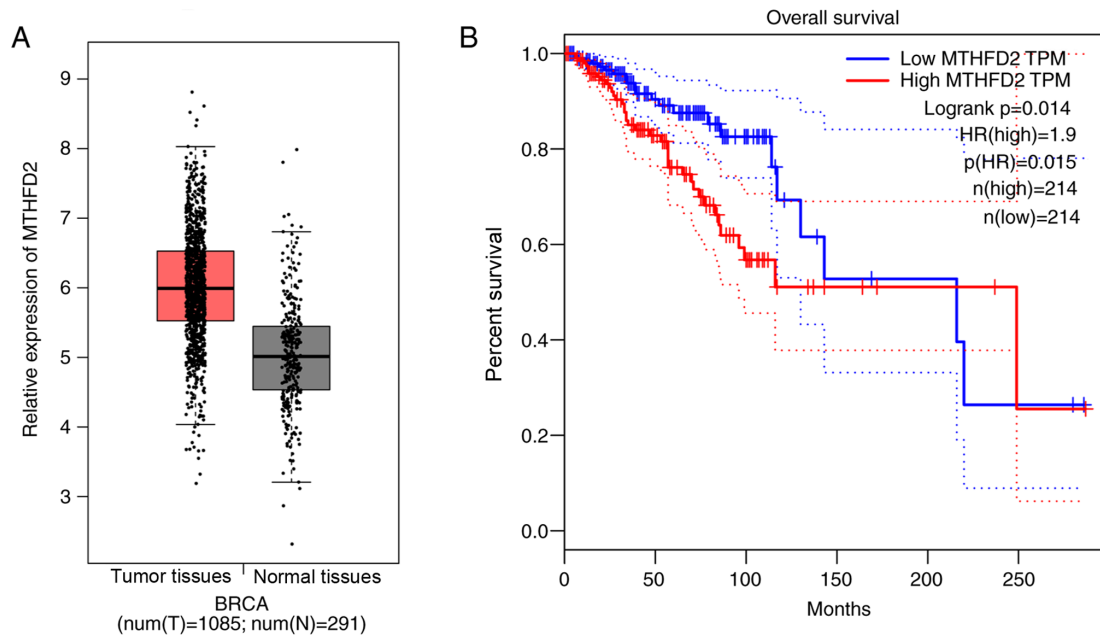 A
Relative expression of MTHFD2
9
8
7
6
5
4
3
Tumor tissues
Normal tissues
BRCA
(num(T)=1085; num(N)=291)
B
Overall survival
Percent survival
1.0
0.8
0.6
0.4
0.2
0.0
Low MTHFD2 TPM
High MTHFD2 TPM
Logrank p=0.014
HR(high)=1.9
p(HR)=0.015
n(high)=214
n(low)=214
0 50 100 150 200 250
Months